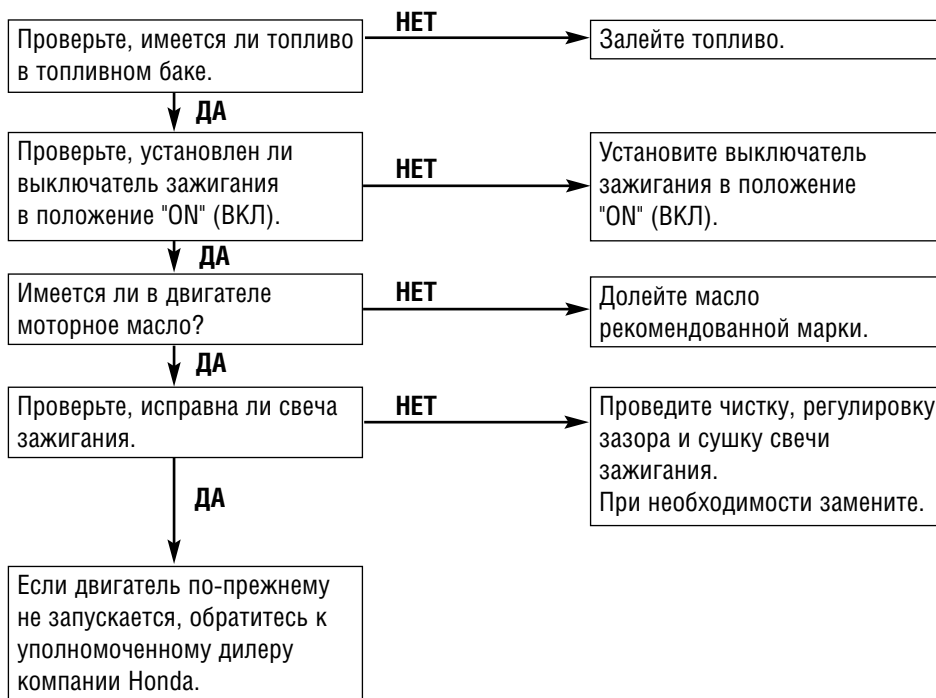 Проверьте, имеется ли топливо
в топливном баке.
НЕТ
Залейте топливо.
ДА
Проверьте, установлен ли
выключатель зажигания
в положение "ON" (ВКЛ).
НЕТ
Установите выключатель
зажигания в положение
"ON" (ВКЛ).
ДА
Имеется ли в двигателе
моторное масло?
НЕТ
Долейте масло
рекомендованной марки.
ДА
Проверьте, исправна ли свеча
зажигания.
НЕТ
Проведите чистку, регулировку
зазора и сушку свечи
зажигания.
При необходимости замените.
ДА
Если двигатель по-прежнему
не запускается, обратитесь к
уполномоченному дилеру
компании Honda.